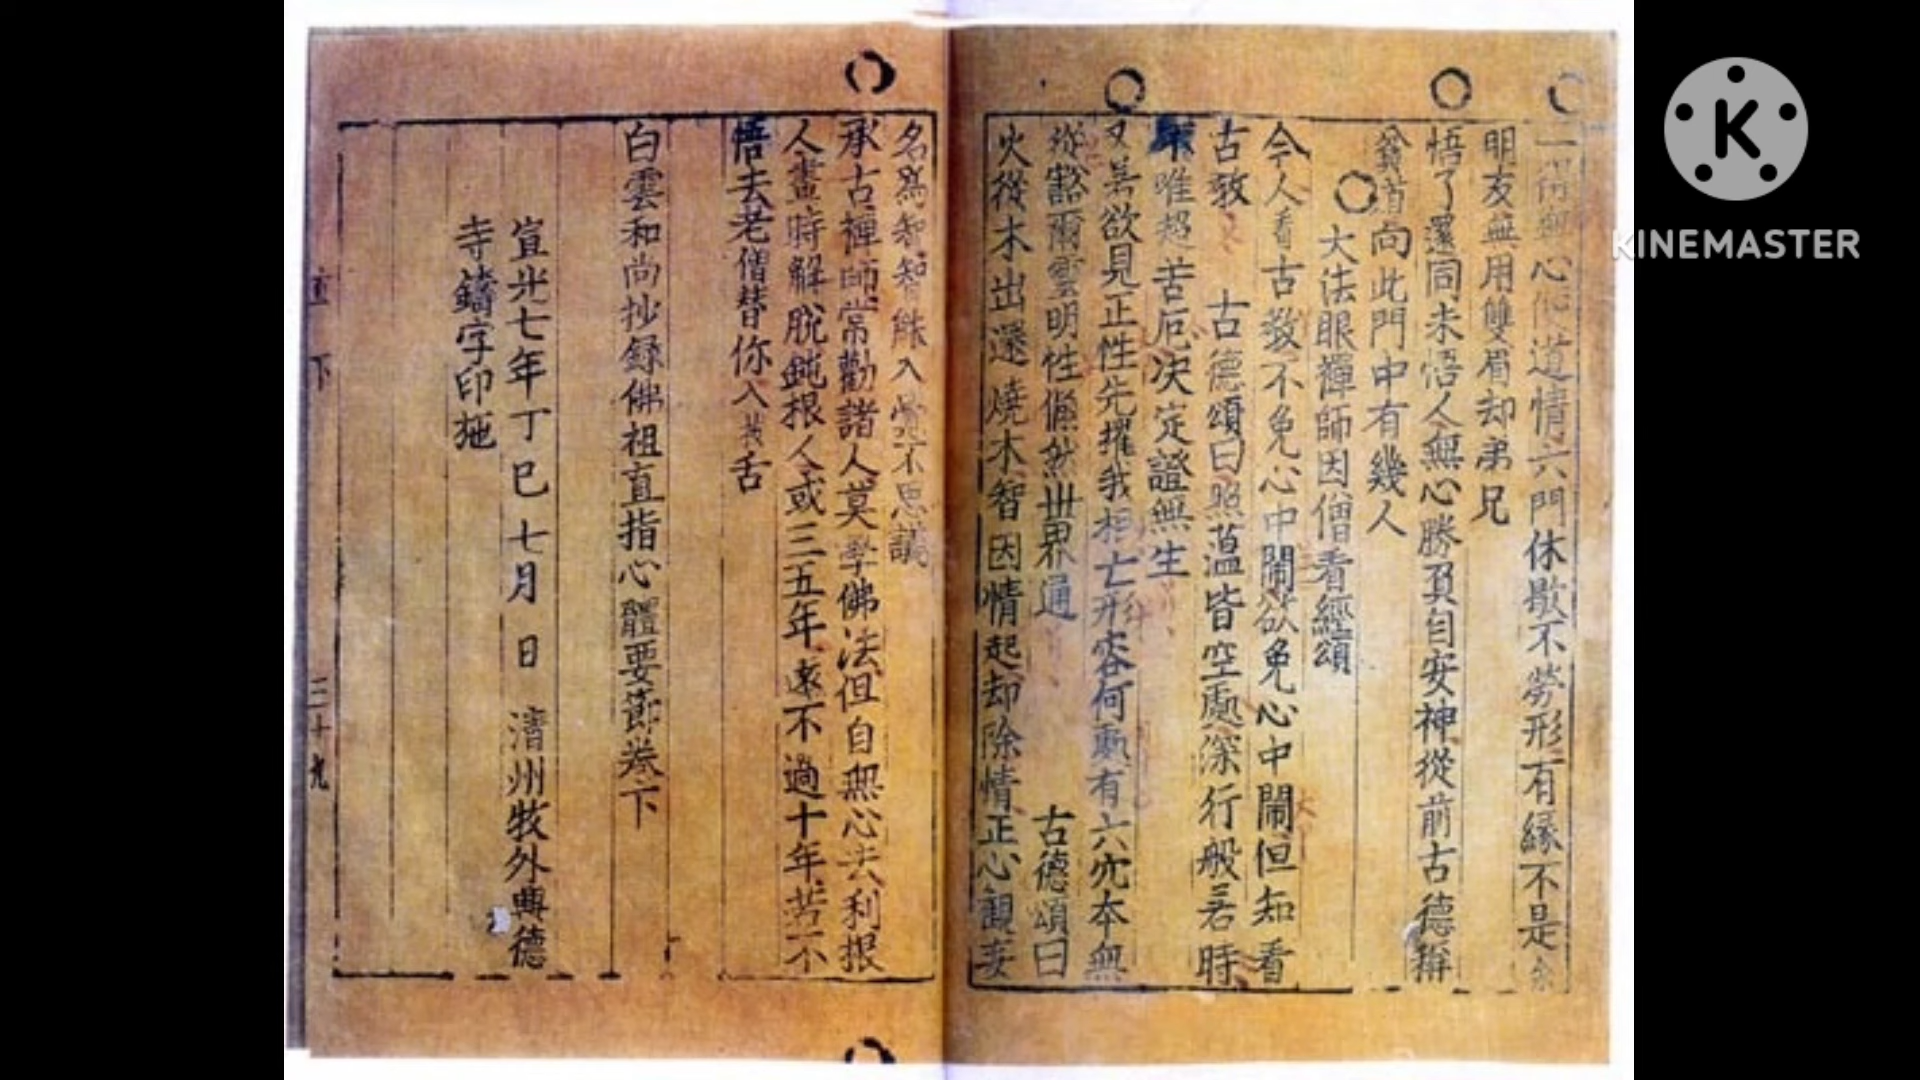 一得無心便道情六門休歇不勞形有緣不是余
朋友無用雙眉却弟兄
悟了還同未悟人無心勝負自安神從前古德稱
貧道向此門中有幾人
大法眼禪師因僧看經頌
今人看古教不免心中鬧欲免心中鬧但知看
古教 古德頌曰照蘊皆空處深行般若時
唯超苦厄決定證無生
又若欲見正性先摧我相亡形容何處有六穴本無
從豁爾雲明性翛然世界通 古德頌曰
火從木出還燒木智因情起却除情正心觀妄
名爲智智能入 不思議
承古禪師常勸諸人莫學佛法但自無心去利根
人盡時解脫鈍根人或三五年遠不過十年若不
悟去老僧替你入 舌
白雲和尚抄錄佛祖直指心體要節卷下
宣光七年丁巳七月 日 清州牧外興德
寺鑄字印施
直 下 三十九
KINEMASTER